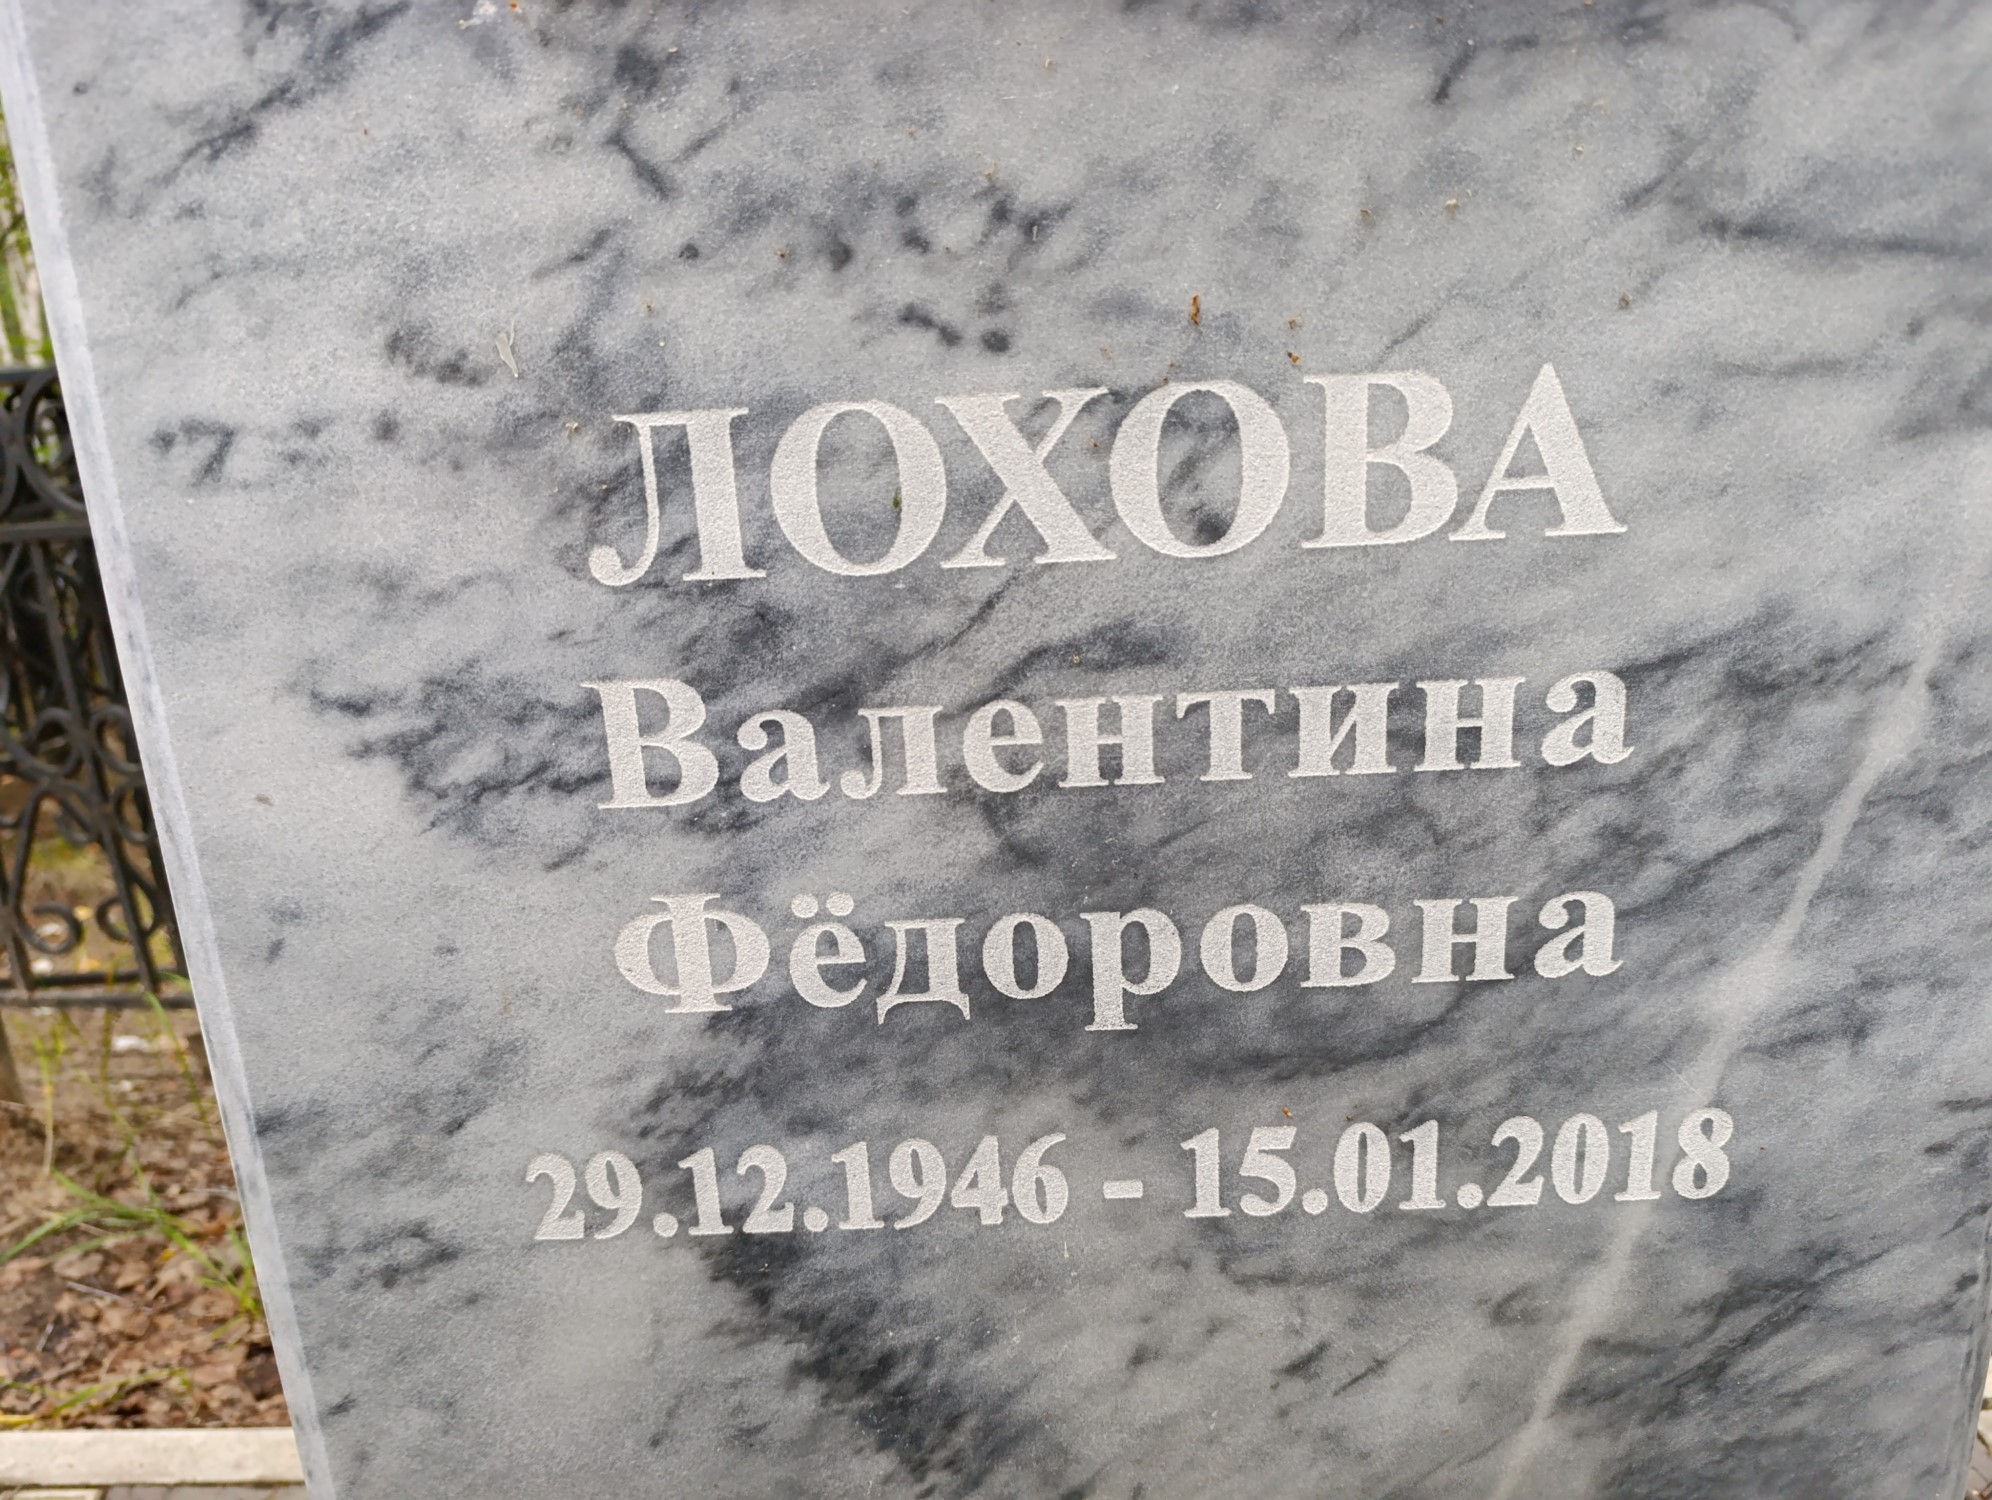 ЛОХОВА
Валентина
Фёдоровна
29.12.1946 - 15.01.2018